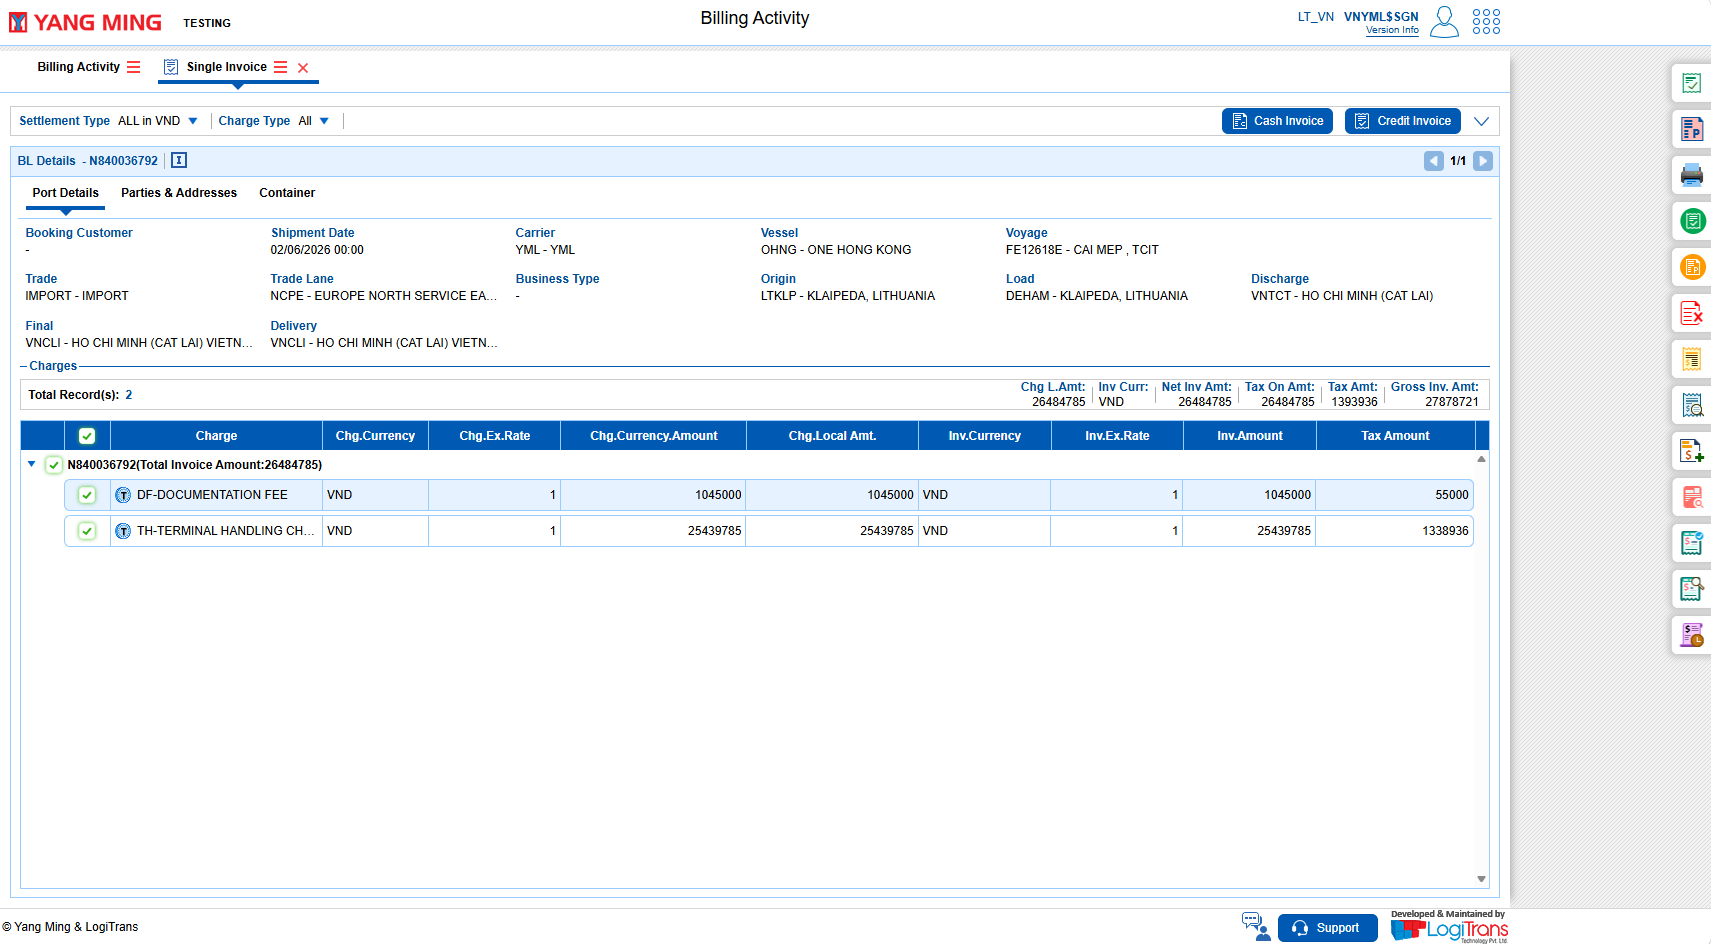 YANG MING TESTING Billing Activity LT_VN VNYML$SGN
Version Info
Billing Activity Single Invoice
Settlement Type ALL in VND Charge Type All Cash Invoice Credit Invoice
BL Details - N840036792 I 1/1
Port Details Parties & Addresses Container
Booking Customer Shipment Date Carrier Vessel Voyage
- 02/06/2026 00:00 YML - YML OHNG - ONE HONG KONG FE12618E - CAI MEP , TCIT
Trade Trade Lane Business Type Origin Load Discharge
IMPORT - IMPORT NCPE - EUROPE NORTH SERVICE EA... - LTKLP - KLAIPEDA, LITHUANIA DEHAM - KLAIPEDA, LITHUANIA VNTCT - HO CHI MINH (CAT LAI)
Final Delivery
VNCLI - HO CHI MINH (CAT LAI) VIETN... VNCLI - HO CHI MINH (CAT LAI) VIETN...
Charges
Total Record(s): 2
Chg L.Amt: Inv Curr: Net Inv Amt: Tax On Amt: Tax Amt: Gross Inv. Amt:
26484785 VND 26484785 26484785 1393936 27878721
Charge Chg.Currency Chg.Ex.Rate Chg.Currency.Amount Chg.Local Amt. Inv.Currency Inv.Ex.Rate Inv.Amount Tax Amount
N840036792(Total Invoice Amount:26484785)
T DF-DOCUMENTATION FEE VND 1 1045000 1045000 VND 1 1045000 55000
T TH-TERMINAL HANDLING CH... VND 1 25439785 25439785 VND 1 25439785 1338936
© Yang Ming & LogiTrans Support
Developed & Maintained by
LogiTrans
Technology Pvt. Ltd.